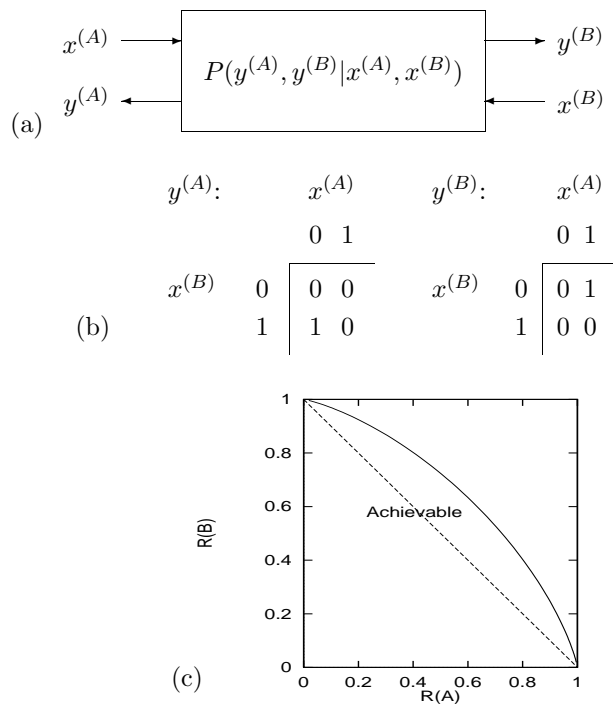 x^(A)
y^(A)
P(y^(A), y^(B)|x^(A), x^(B))
y^(B)
x^(B)
(a)
y^(A): x^(A)
0 1
x^(B) 0 0 0
1 1 0
y^(B): x^(A)
0 1
x^(B) 0 0 1
1 0 0
(b)
1
0.8
0.6
0.4
0.2
0
R(B)
Achievable
0 0.2 0.4 0.6 0.8 1
R(A)
(c)